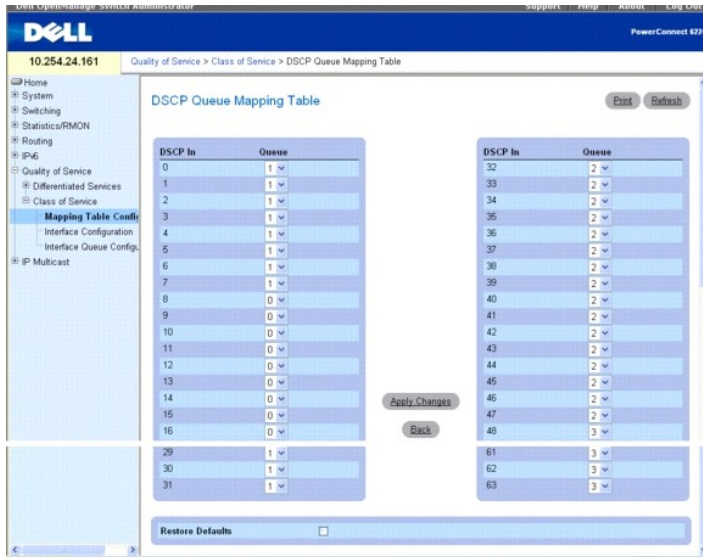 Dell OpenManage Switch Administrator
Support Help About Log Out
DELL
PowerConnect 622
10.254.24.161
Quality of Service > Class of Service > DSCP Queue Mapping Table
Home
System
Switching
Statistics/RMON
Routing
IPv6
Quality of Service
Differentiated Services
Class of Service
Mapping Table Config
Interface Configuration
Interface Queue Configu
IP Multicast
DSCP Queue Mapping Table
Print Refresh
DSCP In Queue
0 1
1 1
2 1
3 1
4 1
5 1
6 1
7 1
8 0
9 0
10 0
11 0
12 0
13 0
14 0
15 0
16 0
29 1
30 1
31 1
Apply Changes
Back
DSCP In Queue
32 2
33 2
34 2
35 2
36 2
37 2
38 2
39 2
40 2
41 2
42 2
43 2
44 2
45 2
46 2
47 2
48 3
61 3
62 3
63 3
Restore Defaults